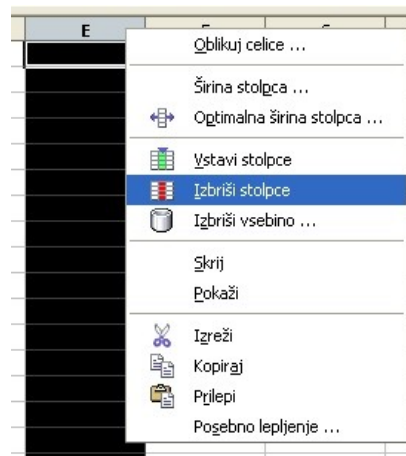 E
Oblikuj celice ...
Širina stolpca ...
Optimalna širina stolpca ...
Vstavi stolpce
Izbriši stolpce
Izbriši vsebino ...
Skrij
Pokaži
Izreži
Kopiraj
Prilepi
Posebno lepljenje ...